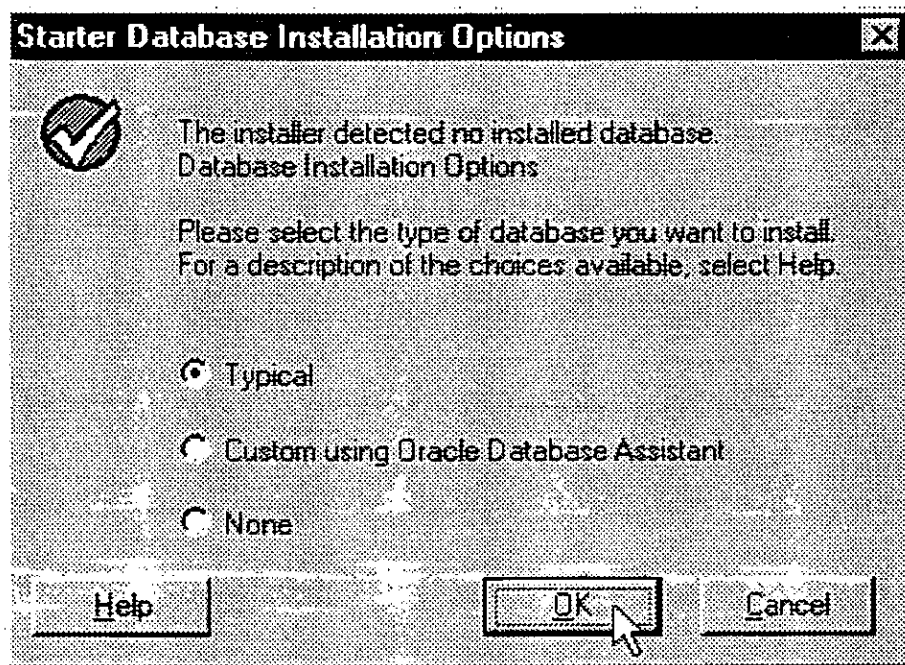 Starter Database Installation Options
The installer detected no installed database.
Database Installation Options
Please select the type of database you want to install.
For a description of the choices available, select Help.
Typical
Custom using Oracle Database Assistant
None
Help
OK
Cancel